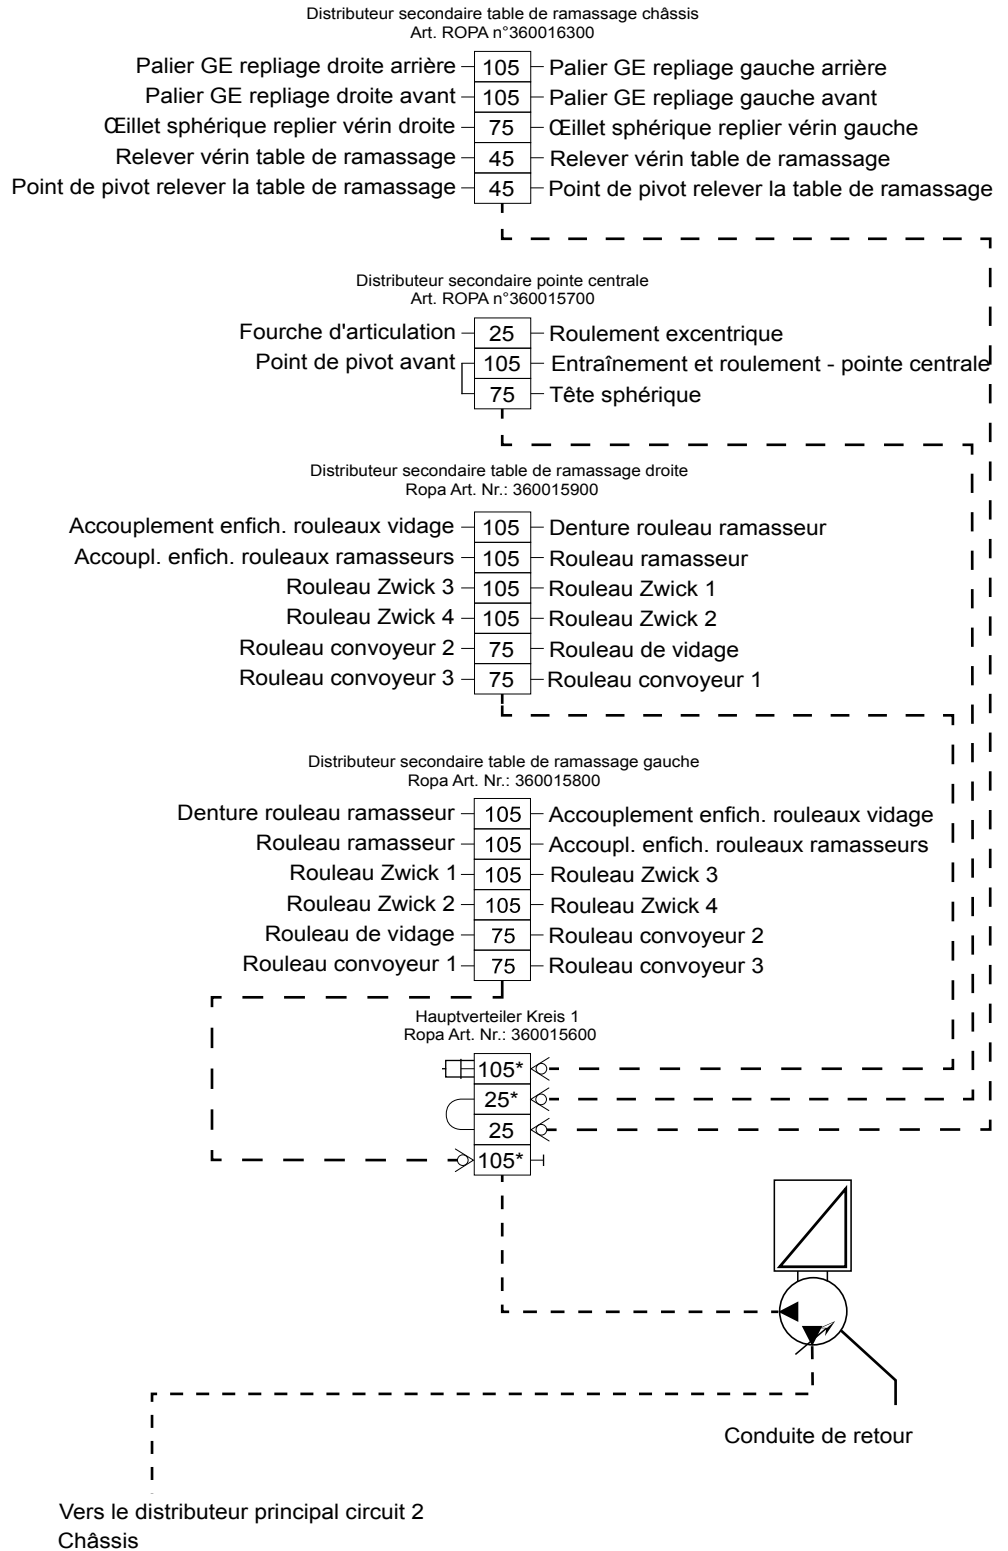 Distributeur secondaire table de ramassage châssis
Art. ROPA n°360016300
Palier GE repliage droite arrière 105 Palier GE repliage gauche arrière
Palier GE repliage droite avant 105 Palier GE repliage gauche avant
Œillet sphérique replier vérin droite 75 Œillet sphérique replier vérin gauche
Relever vérin table de ramassage 45 Relever vérin table de ramassage
Point de pivot relever la table de ramassage 45 Point de pivot relever la table de ramassage
Distributeur secondaire pointe centrale
Art. ROPA n°360015700
Fourche d'articulation 25 Roulement excentrique
Point de pivot avant 105 Entraînement et roulement - pointe centrale
75 Tête sphérique
Distributeur secondaire table de ramassage droite
Ropa Art. Nr.: 360015900
Accouplement enfich. rouleaux vidage 105 Denture rouleau ramasseur
Accoupl. enfich. rouleaux ramasseurs 105 Rouleau ramasseur
Rouleau Zwick 3 105 Rouleau Zwick 1
Rouleau Zwick 4 105 Rouleau Zwick 2
Rouleau convoyeur 2 75 Rouleau de vidage
Rouleau convoyeur 3 75 Rouleau convoyeur 1
Distributeur secondaire table de ramassage gauche
Ropa Art. Nr.: 360015800
Denture rouleau ramasseur 105 Accouplement enfich. rouleaux vidage
Rouleau ramasseur 105 Accoupl. enfich. rouleaux ramasseurs
Rouleau Zwick 1 105 Rouleau Zwick 3
Rouleau Zwick 2 105 Rouleau Zwick 4
Rouleau de vidage 75 Rouleau convoyeur 2
Rouleau convoyeur 1 75 Rouleau convoyeur 3
Hauptverteiler Kreis 1
Ropa Art. Nr.: 360015600
105*
25*
25
105*
Conduite de retour
Vers le distributeur principal circuit 2
Châssis